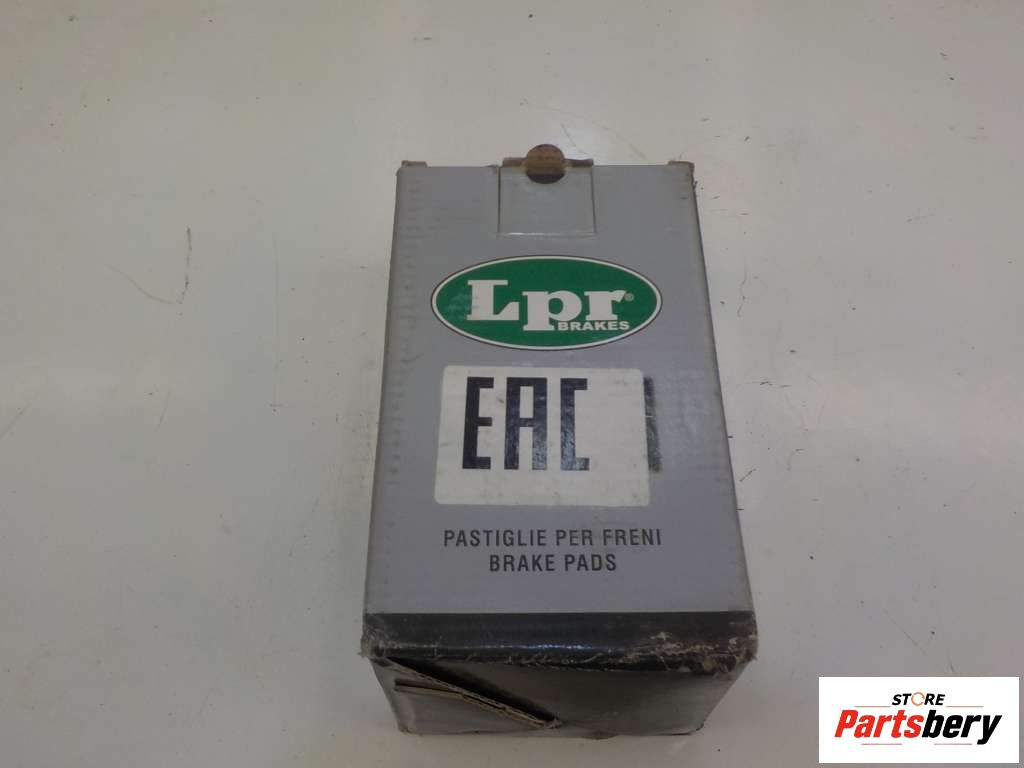 Lpr®
BRAKES
EAC
PASTIGLIE PER FRENI
BRAKE PADS
STORE
Partsbery